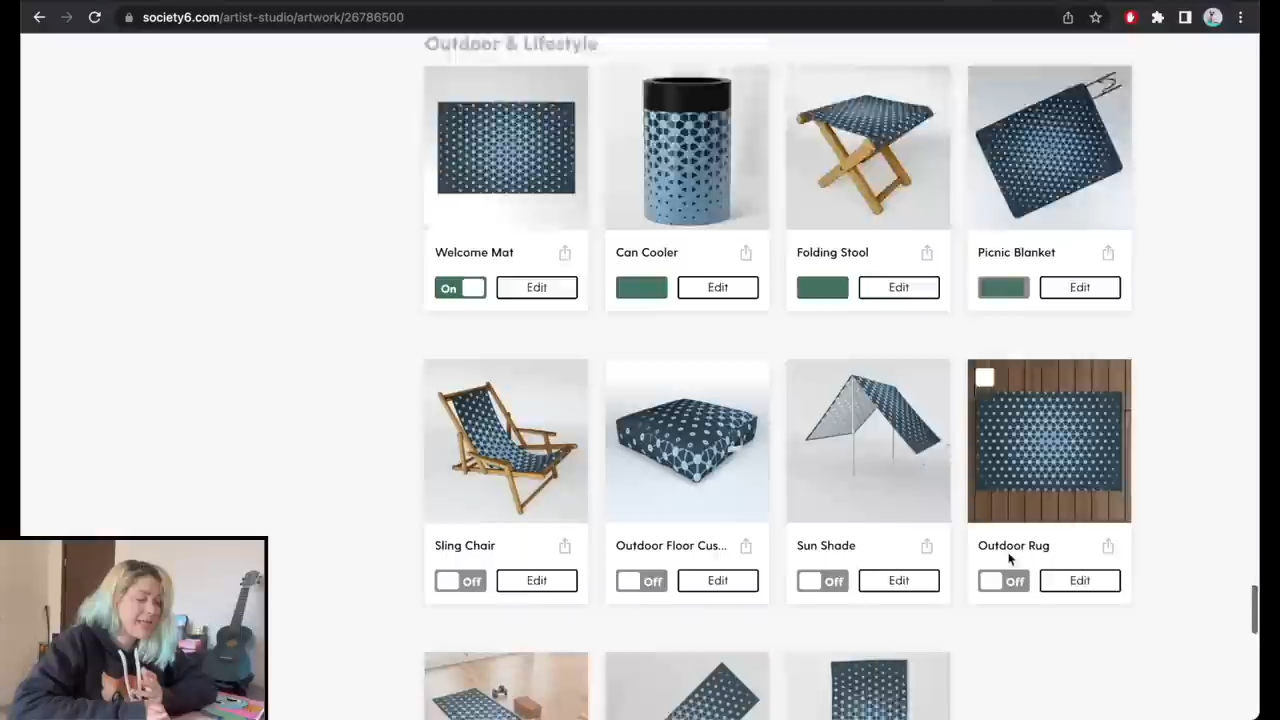 society6.com/artist-studio/artwork/26786500
Outdoor & Lifestyle
Welcome Mat
Can Cooler
Folding Stool
Picnic Blanket
On
Edit
Edit
Edit
Edit
Sling Chair
Outdoor Floor Cus...
Sun Shade
Outdoor Rug
Off
Edit
Off
Edit
Off
Edit
Off
Edit